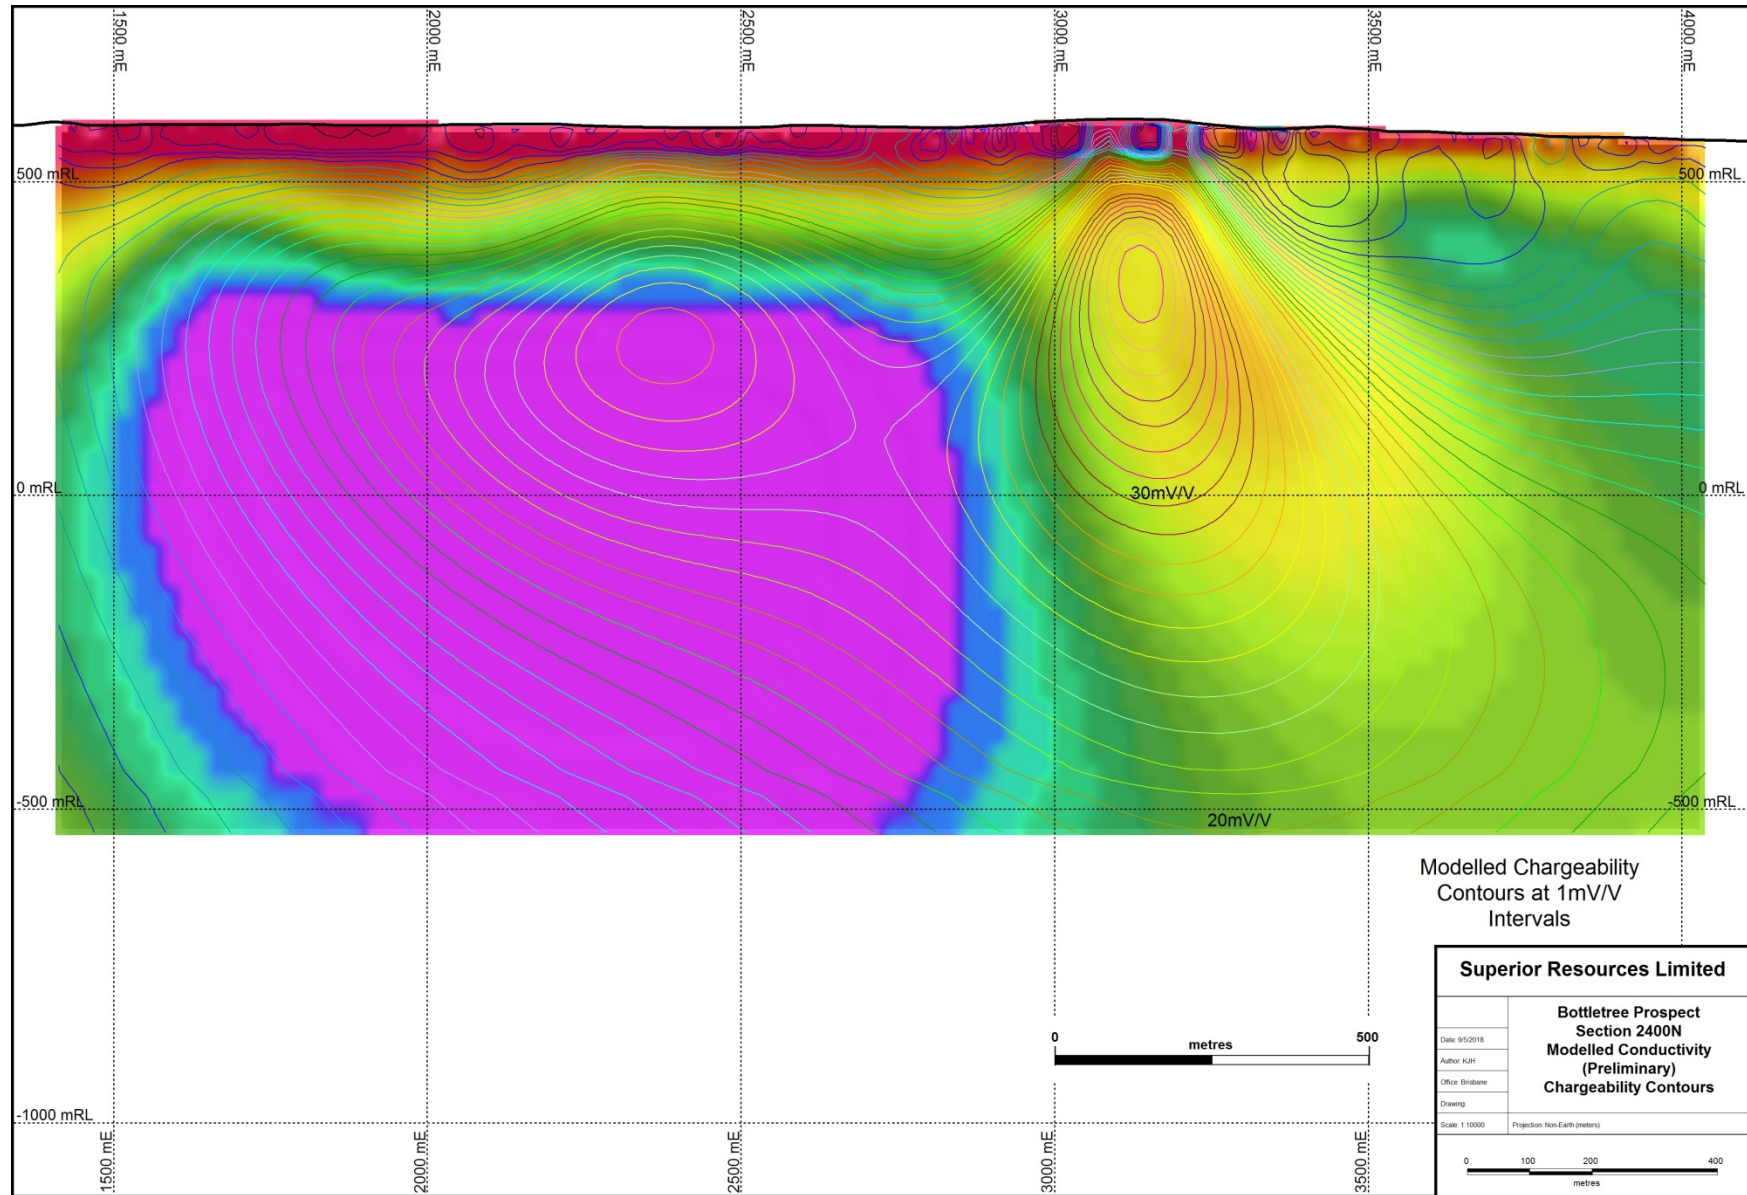 1500 mE
2000 mE
2500 mE
3000 mE
3500 mE
4000 mE
500 mRL
500 mRL
0 mRL
0 mRL
30mV/V
-500 mRL
-500 mRL
20mV/V
Modelled Chargeability
Contours at 1mV/V
Intervals
Superior Resources Limited
Bottletree Prospect
Section 2400N
Modelled Conductivity
(Preliminary)
Chargeability Contours
Date: 9/5/2018
Author: KJH
Office: Brisbane
Drawing:
Scale: 1:10000
Projection: Non-Earth (meters)
0 100 200 400
metres
0 metres 500
-1000 mRL
1500 mE
2000 mE
2500 mE
3000 mE
3500 mE